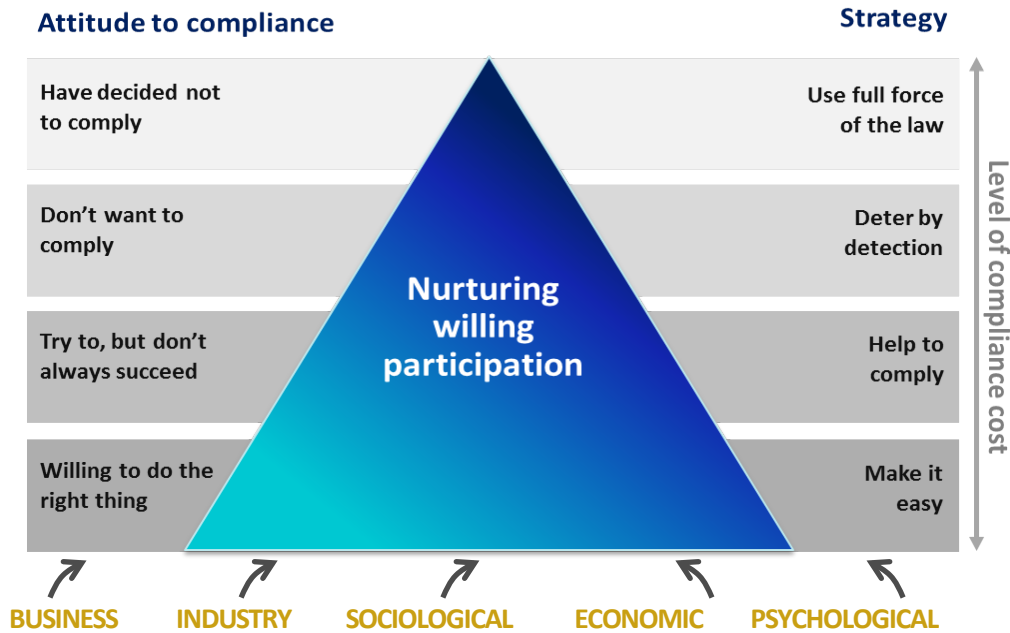 Attitude to compliance
Strategy
Have decided not
to comply
Use full force
of the law
Don’t want to
comply
Deter by
detection
Nurturing
willing
participation
Try to, but don’t
always succeed
Help to
comply
Willing to do the
right thing
Make it
easy
Level of compliance cost
BUSINESS
INDUSTRY
SOCIOLOGICAL
ECONOMIC
PSYCHOLOGICAL